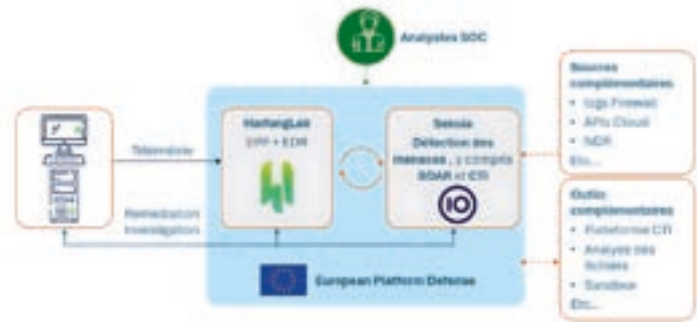 Analystes SOC
HarfangLab
EPP + EDR
Sekoia
Détection des
menaces, y compris
SOAR et CTI
Télémétrie
Remédiation
Investigation
European Platform Defense
Sources
complémentaires
• Logs Firewall
• APIs Cloud
• NDR
Etc...
Outils
complémentaires
• Plateforme CTI
• Analyse des
fichiers
• Sandbox
Etc...